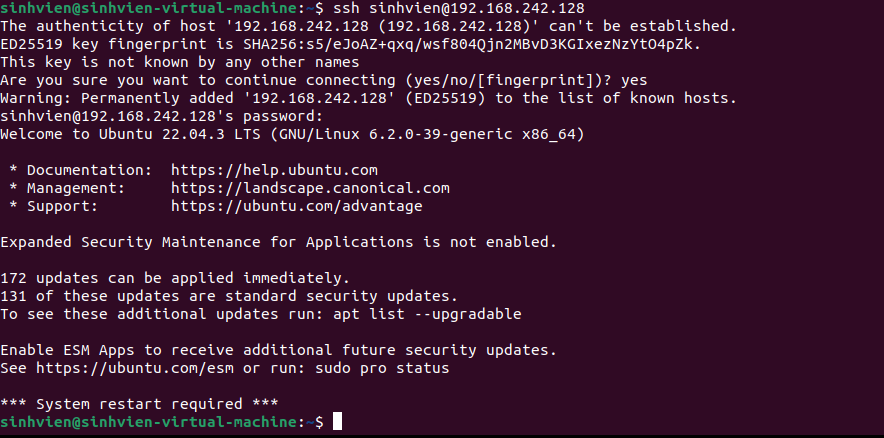 sinhvien@sinhvien-virtual-machine:~$ ssh sinhvien@192.168.242.128
The authenticity of host '192.168.242.128 (192.168.242.128)' can't be established.
ED25519 key fingerprint is SHA256:s5/eJoAZ+qxq/wsf804Qjn2MBvD3KGIxezNzYtO4pZk.
This key is not known by any other names
Are you sure you want to continue connecting (yes/no/[fingerprint])? yes
Warning: Permanently added '192.168.242.128' (ED25519) to the list of known hosts.
sinhvien@192.168.242.128's password:
Welcome to Ubuntu 22.04.3 LTS (GNU/Linux 6.2.0-39-generic x86_64)

 * Documentation:  https://help.ubuntu.com
 * Management:     https://landscape.canonical.com
 * Support:        https://ubuntu.com/advantage

Expanded Security Maintenance for Applications is not enabled.

172 updates can be applied immediately.
131 of these updates are standard security updates.
To see these additional updates run: apt list --upgradable

Enable ESM Apps to receive additional future security updates.
See https://ubuntu.com/esm or run: sudo pro status

*** System restart required ***
sinhvien@sinhvien-virtual-machine:~$